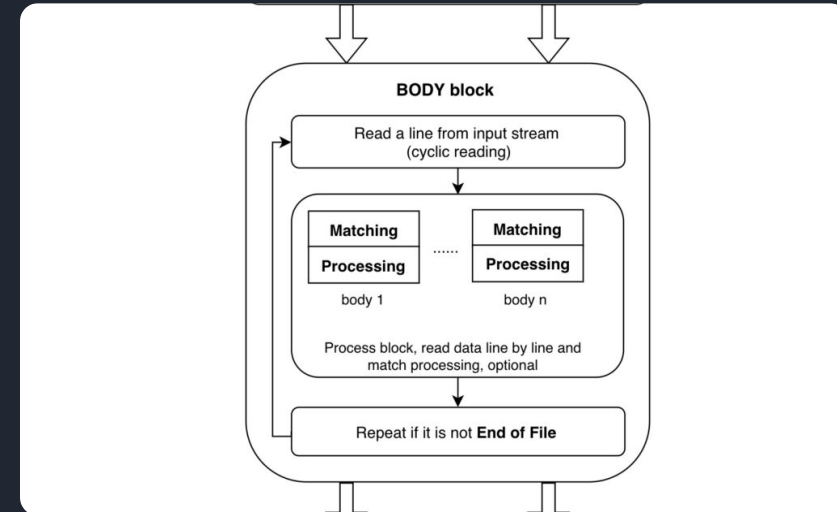 BODY block
Read a line from input stream
(cyclic reading)
Matching
Processing
body 1
......
Matching
Processing
body n
Process block, read data line by line and
match processing, optional
Repeat if it is not End of File